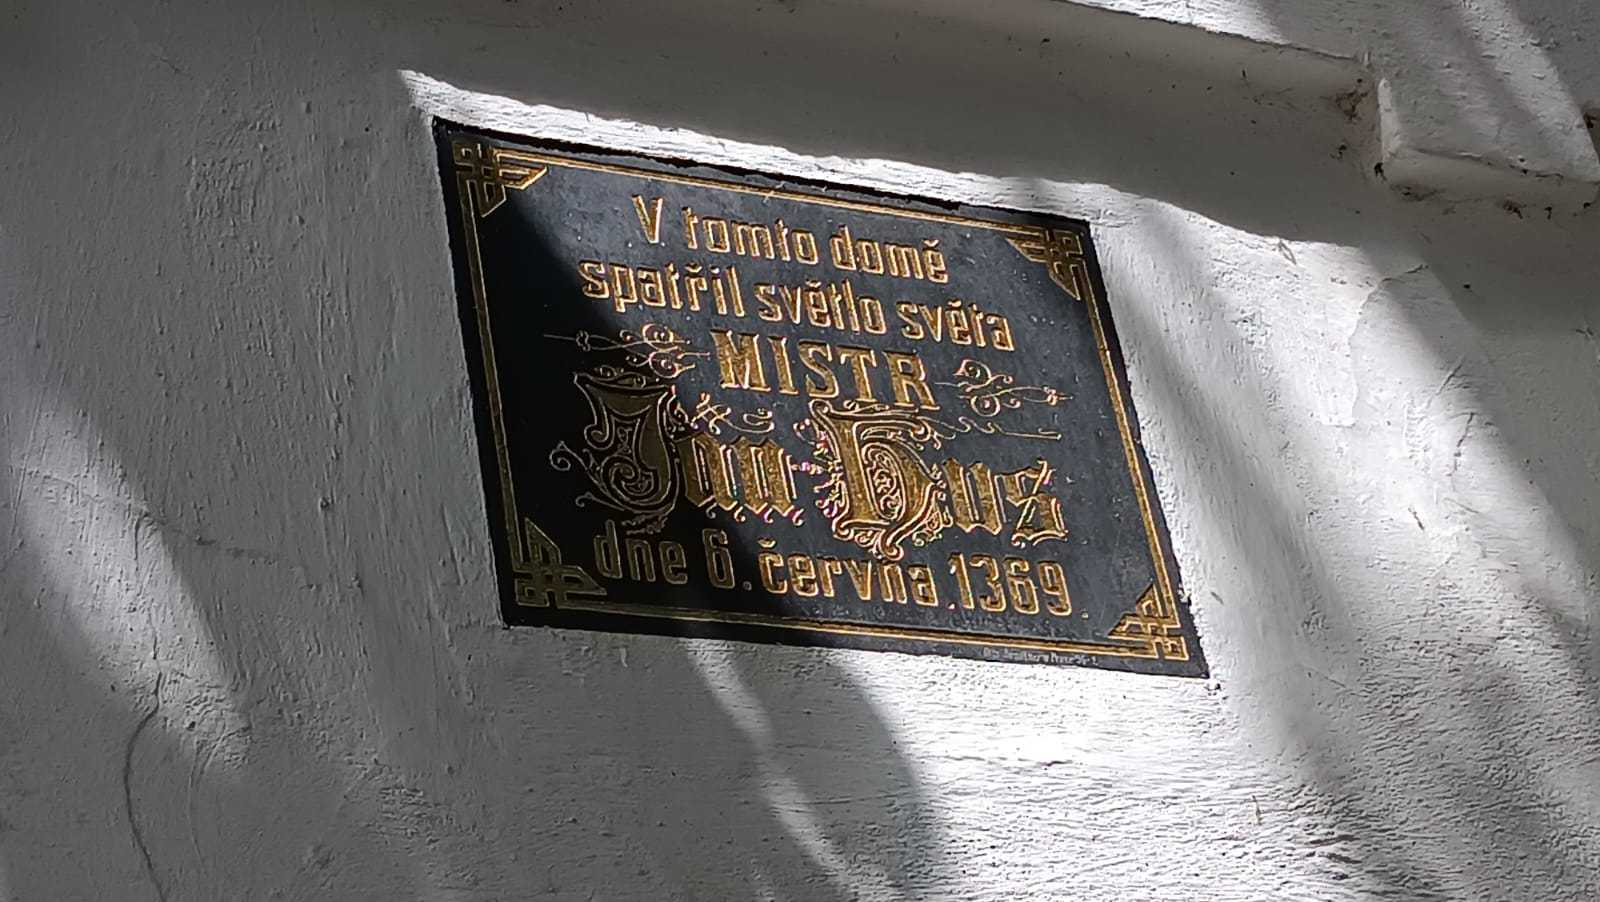 V tomto domě
spatřil světlo světa
MISTR
Jan Hus
dne 6. června 1369